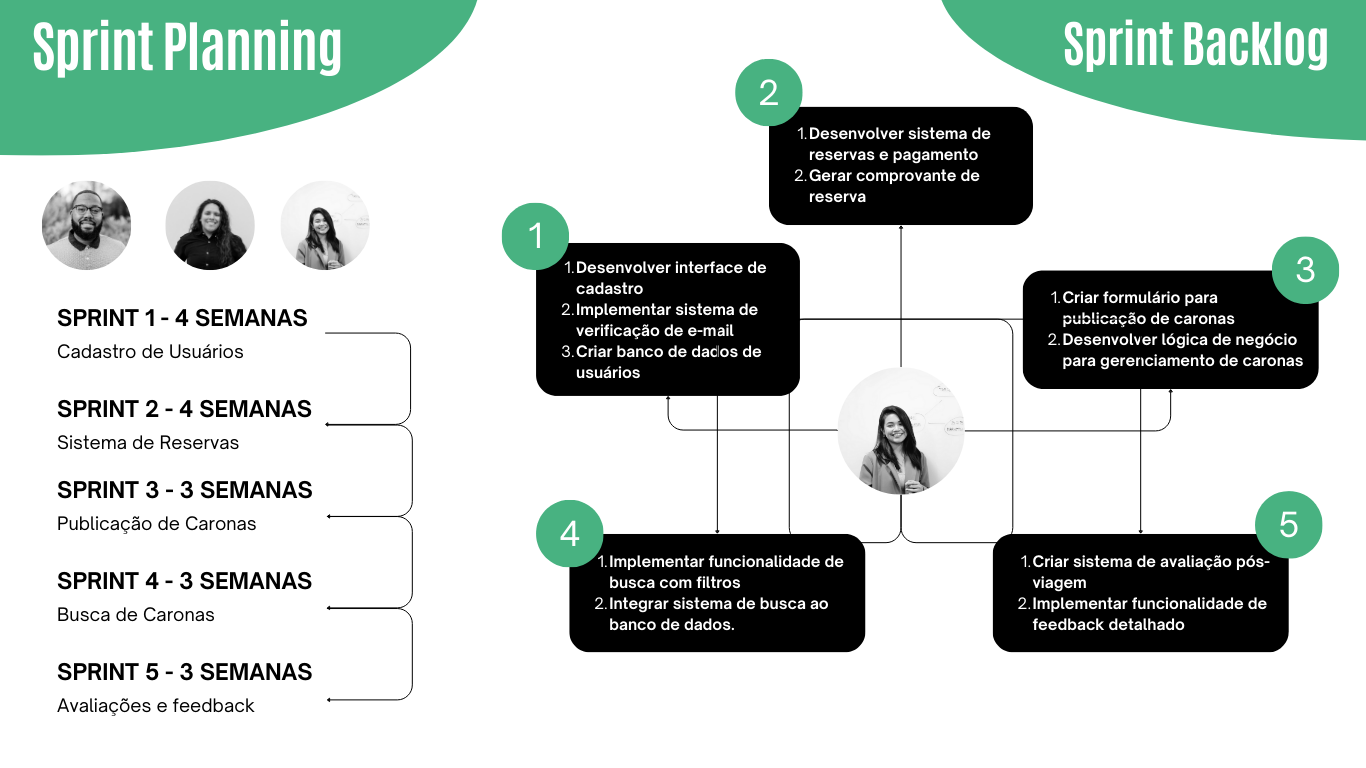 Sprint Planning
Sprint Backlog
SPRINT 1 - 4 SEMANAS
Cadastro de Usuários
SPRINT 2 - 4 SEMANAS
Sistema de Reservas
SPRINT 3 - 3 SEMANAS
Publicação de Caronas
SPRINT 4 - 3 SEMANAS
Busca de Caronas
SPRINT 5 - 3 SEMANAS
Avaliações e feedback
1
1. Desenvolver interface de
cadastro
2. Implementar sistema de
verificação de e-mail
3. Criar banco de dados de
usuários
2
1. Desenvolver sistema de
reservas e pagamento
2. Gerar comprovante de
reserva
3
1. Criar formulário para
publicação de caronas
2. Desenvolver lógica de negócio
para gerenciamento de caronas
4
1. Implementar funcionalidade de
busca com filtros
2. Integrar sistema de busca ao
banco de dados.
5
1. Criar sistema de avaliação pós-
viagem
2. Implementar funcionalidade de
feedback detalhado